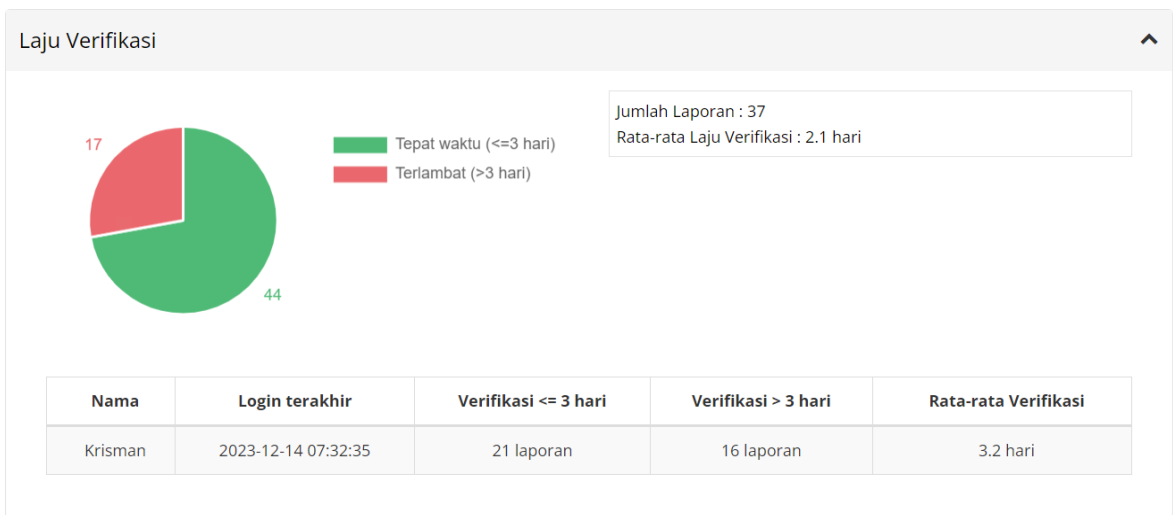 Laju Verifikasi
17
44
Tepat waktu (<=3 hari)
Terlambat (>3 hari)
Jumlah Laporan : 37
Rata-rata Laju Verifikasi : 2.1 hari
Nama Login terakhir Verifikasi <= 3 hari Verifikasi > 3 hari Rata-rata Verifikasi
Krisman 2023-12-14 07:32:35 21 laporan 16 laporan 3.2 hari